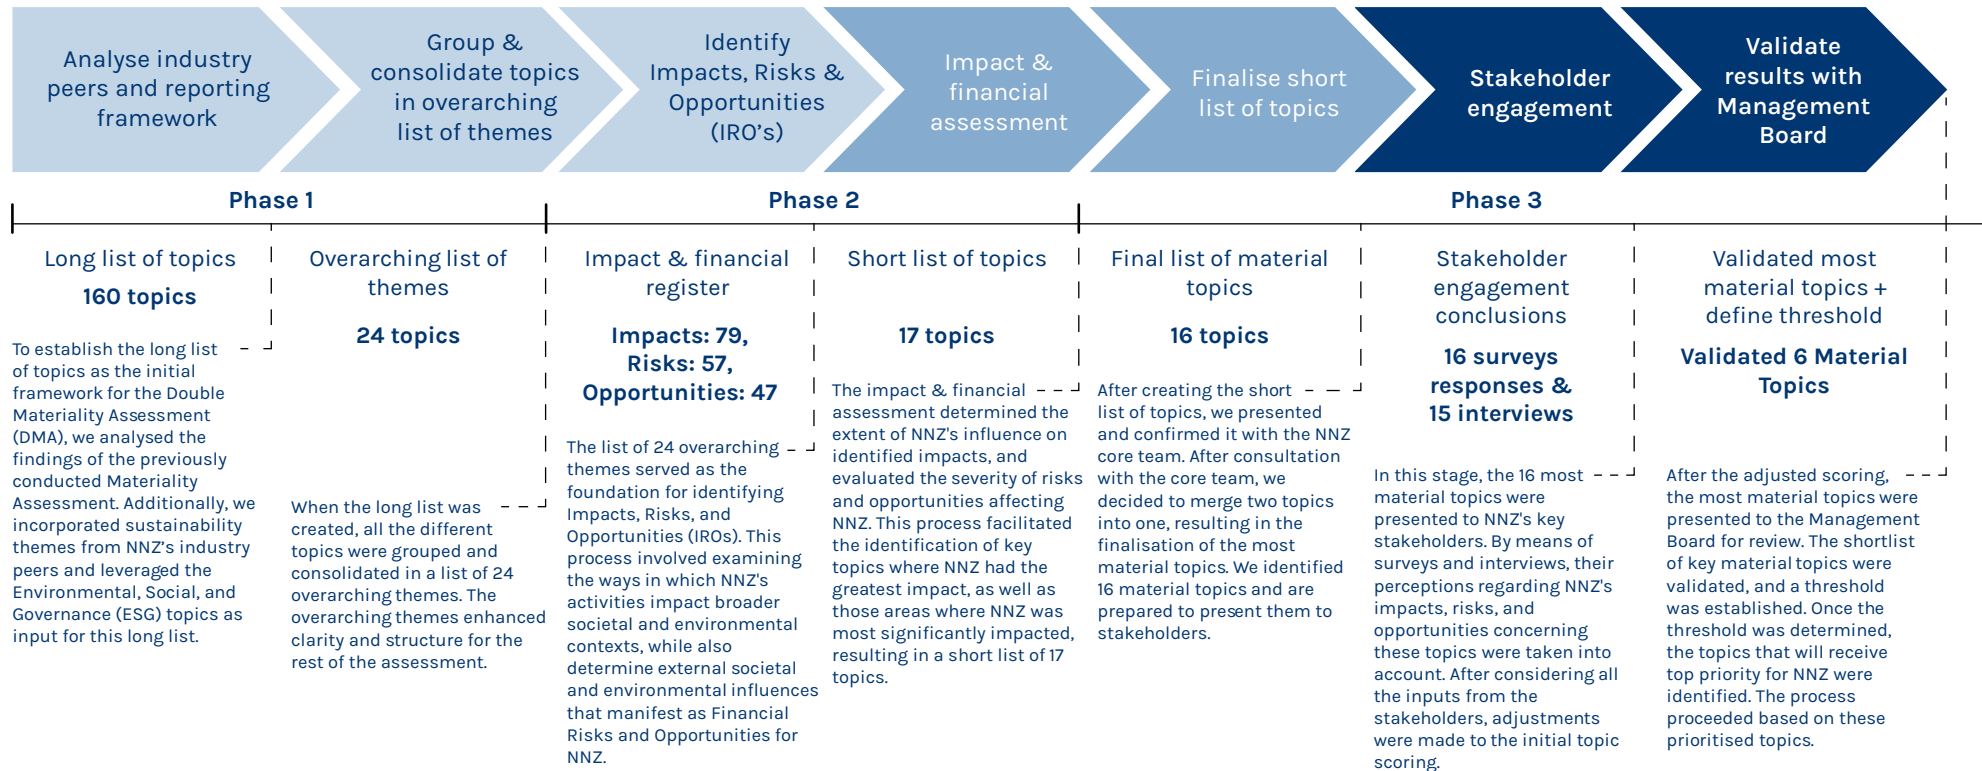 Analyse industry
peers and reporting
framework
Group &
consolidate topics
in overarching
list of themes
Identify
Impacts, Risks &
Opportunities
(IRO's)
Impact &
financial
assessment
Finalise short
list of topics
Stakeholder
engagement
Validate
results with
Management
Board
Phase 1
Phase 2
Phase 3
Long list of topics
160 topics
To establish the long list
of topics as the initial
framework for the Double
Materiality Assessment
(DMA), we analysed the
findings of the previously
conducted Materiality
Assessment. Additionally, we
incorporated sustainability
themes from NNZ's industry
peers and leveraged the
Environmental, Social, and
Governance (ESG) topics as
input for this long list.
Overarching list of
themes
24 topics
When the long list was
created, all the different
topics were grouped and
consolidated in a list of 24
overarching themes. The
overarching themes enhanced
clarity and structure for the
rest of the assessment.
Impact & financial
register
Impacts: 79,
Risks: 57,
Opportunities: 47
The list of 24 overarching
themes served as the
foundation for identifying
Impacts, Risks, and
Opportunities (IROs). This
process involved examining
the ways in which NNZ's
activities impact broader
societal and environmental
contexts, while also
determine external societal
and environmental influences
that manifest as Financial
Risks and Opportunities for
NNZ.
Short list of topics
17 topics
The impact & financial
assessment determined the
extent of NNZ's influence on
identified impacts, and
evaluated the severity of risks
and opportunities affecting
NNZ. This process facilitated
the identification of key
topics where NNZ had the
greatest impact, as well as
those areas where NNZ was
most significantly impacted,
resulting in a short list of 17
topics.
Final list of material
topics
16 topics
After creating the short
list of topics, we presented
and confirmed it with the NNZ
core team. After consultation
with the core team, we
decided to merge two topics
into one, resulting in the
finalisation of the most
material topics. We identified
16 material topics and are
prepared to present them to
stakeholders.
Stakeholder
engagement
conclusions
16 surveys
responses &
15 interviews
In this stage, the 16 most
material topics were
presented to NNZ's key
stakeholders. By means of
surveys and interviews, their
perceptions regarding NNZ's
impacts, risks, and
opportunities concerning
these topics were taken into
account. After considering all
the inputs from the
stakeholders, adjustments
were made to the initial topic
scoring.
Validated most
material topics +
define threshold
Validated 6 Material
Topics
After the adjusted scoring,
the most material topics were
presented to the Management
Board for review. The shortlist
of key material topics were
validated, and a threshold
was established. Once the
threshold was determined,
the topics that will receive
top priority for NNZ were
identified. The process
proceeded based on these
prioritised topics.